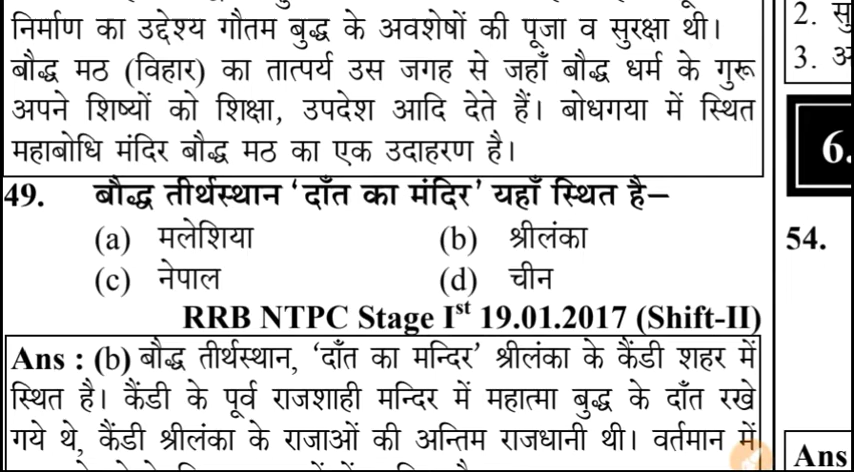 निर्माण का उद्देश्य गौतम बुद्ध के अवशेषों की पूजा व सुरक्षा थी।
बौद्ध मठ (विहार) का तात्पर्य उस जगह से जहाँ बौद्ध धर्म के गुरू
अपने शिष्यों को शिक्षा, उपदेश आदि देते हैं। बोधगया में स्थित
महाबोधि मंदिर बौद्ध मठ का एक उदाहरण है।
49. बौद्ध तीर्थस्थान ‘दाँत का मंदिर’ यहाँ स्थित है–
(a) मलेशिया (b) श्रीलंका
(c) नेपाल (d) चीन
RRB NTPC Stage Ist 19.01.2017 (Shift-II)
Ans : (b) बौद्ध तीर्थस्थान, ‘दाँत का मन्दिर’ श्रीलंका के कैंडी शहर में
स्थित है। कैंडी के पूर्व राजशाही मन्दिर में महात्मा बुद्ध के दाँत रखे
गये थे, कैंडी श्रीलंका के राजाओं की अन्तिम राजधानी थी। वर्तमान में
2.
3.
6.
54.
Ans